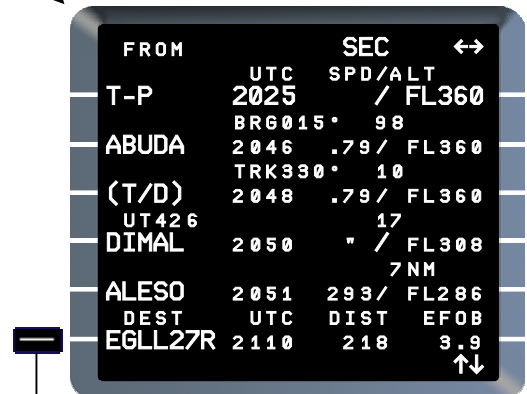 FROM SEC ↔
UTC SPD/ALT
T-P 2025 / FL360
BRG015° 98
ABUDA 2046 .79/ FL360
TRK330° 10
(T/D) 2048 .79/ FL360
UT426 17
DIMAL 2050 " / FL308
7NM
ALESO 2051 293/ FL286
DEST UTC DIST EFOB
EGLL27R 2110 218 3.9
↑↓